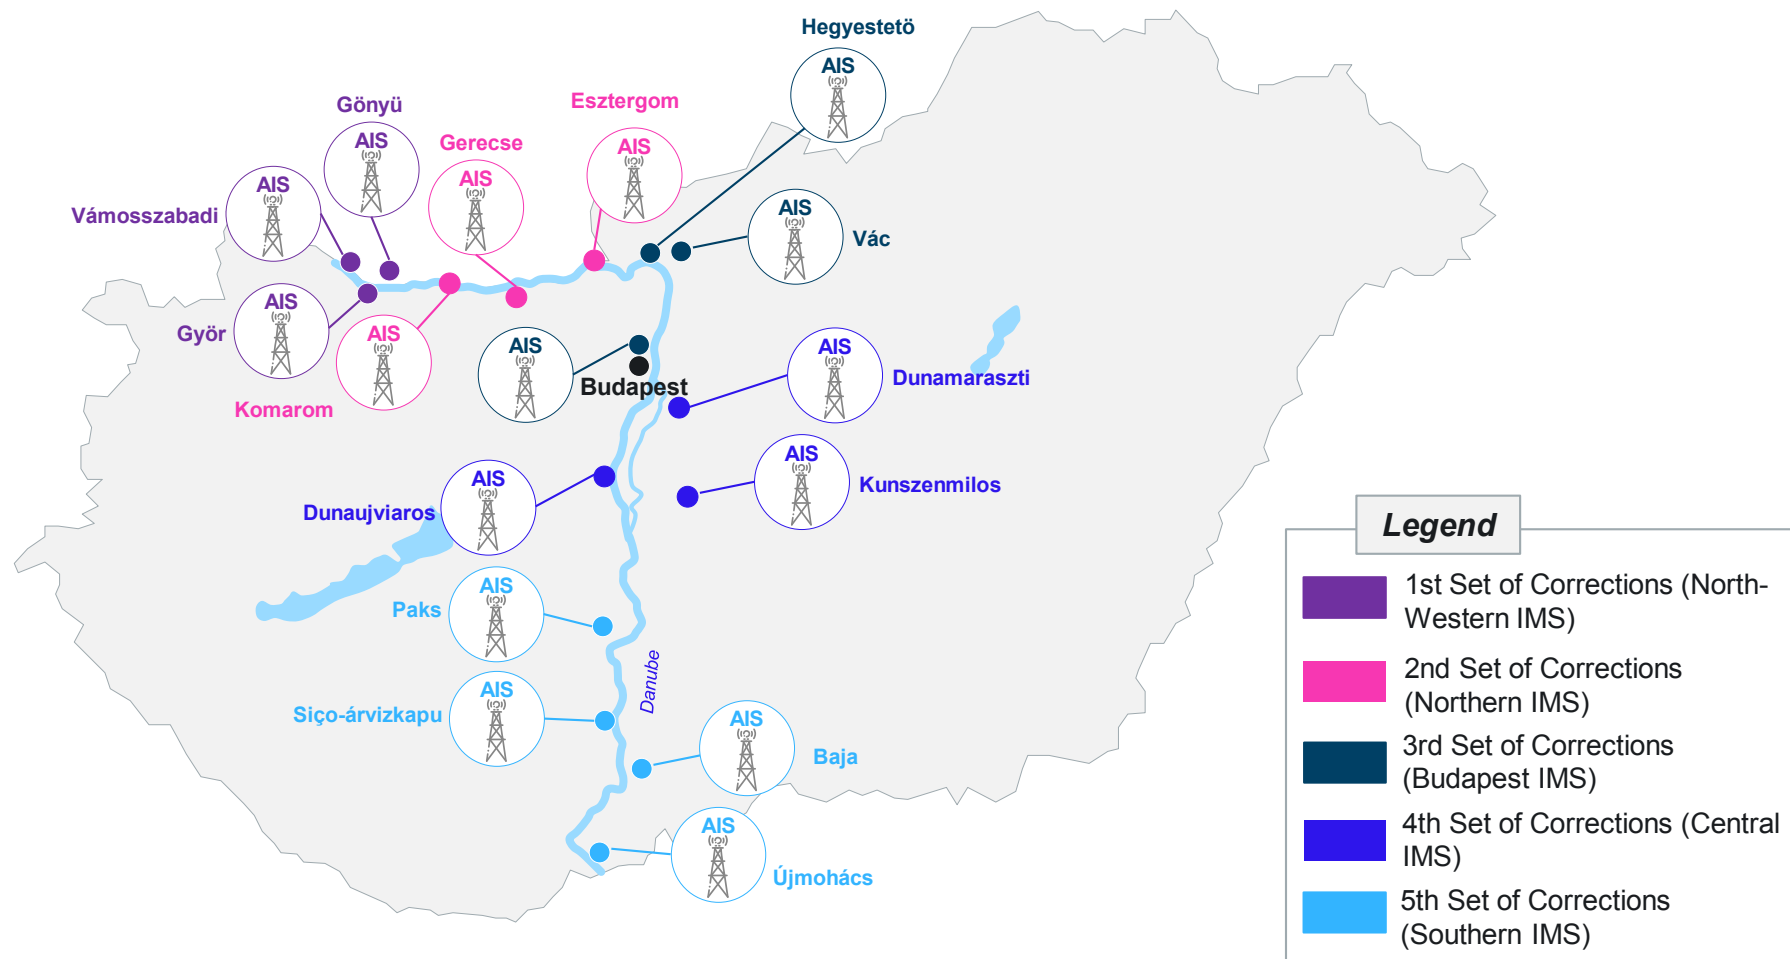 Hegyestetö
AIS
Esztergom
AIS
Gönyü
AIS
Gerecse
AIS
Vámosszabadi
AIS
AIS
Vác
Györ
AIS
Komarom
AIS
AIS
Budapest
AIS
Dunamaraszti
AIS
Kunszenmilos
Dunaujviaros
AIS
Paks
AIS
Siço-árvizkapu
AIS
Danube
AIS
Baja
AIS
Újmohács
Legend
1st Set of Corrections (North-
Western IMS)
2nd Set of Corrections
(Northern IMS)
3rd Set of Corrections
(Budapest IMS)
4th Set of Corrections (Central
IMS)
5th Set of Corrections
(Southern IMS)